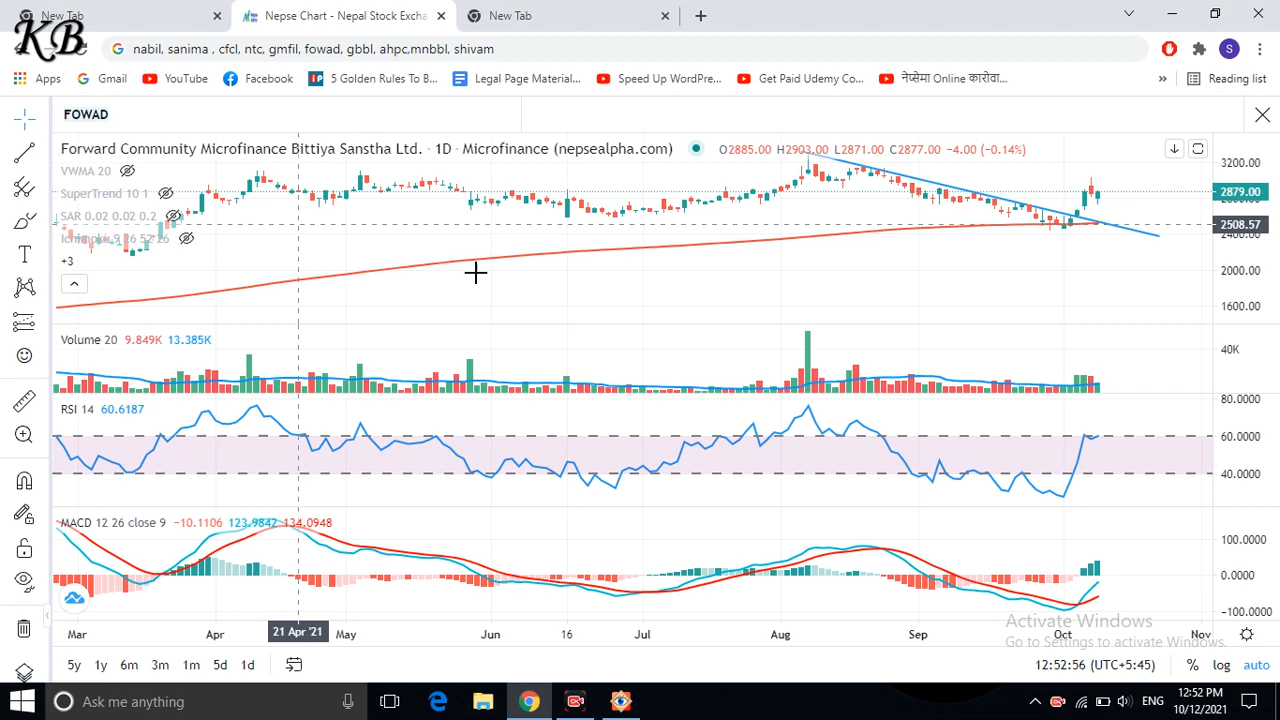 New Tab
Nepse Chart - Nepal Stock Excha
New Tab
KB
nabil, sanima , cfcl, ntc, gmfil, fowad, gbbl, ahpc,mnbbl, shivam
S
Apps
Gmail
YouTube
Facebook
5 Golden Rules To B...
Legal Page Material...
Speed Up WordPre...
Get Paid Udemy Co...
नेप्सेमा Online कारोवा...
»
Reading list
FOWAD
Forward Community Microfinance Bittiya Sanstha Ltd. · 1D · Microfinance (nepsealpha.com)
O2885.00 H2903.00 L2871.00 C2877.00 −4.00 (−0.14%)
VWMA 20
SuperTrend 10 1
SAR 0.02 0.02 0.2
Ichimoku 9 26 52 26
+3
3200.00
2879.00
2508.57
2400.00
2000.00
1600.00
Volume 20 9.849K 13.385K
40K
RSI 14 60.6187
80.0000
60.0000
40.0000
MACD 12 26 close 9 −10.1106 123.9842 134.0948
100.0000
0.0000
−100.0000
Activate Windows
Go to Settings to activate Windows.
Mar
Apr
21 Apr '21
May
Jun
16
Jul
Aug
Sep
Oct
Nov
5y 1y 6m 3m 1m 5d 1d
12:52:56 (UTC+5:45)
% log auto
Ask me anything
ENG
12:52 PM
10/12/2021